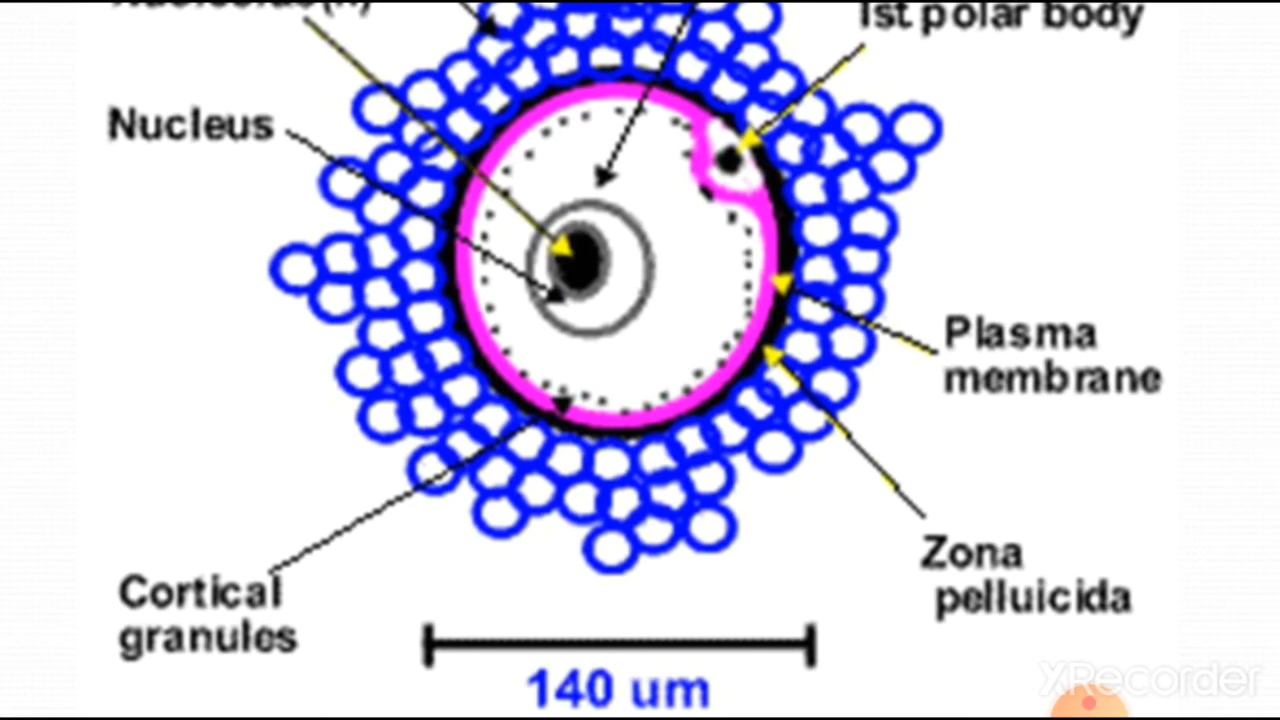 1st polar body
Nucleus
Plasma
membrane
Zona
pelluicida
Cortical
granules
140 um
XRecorder